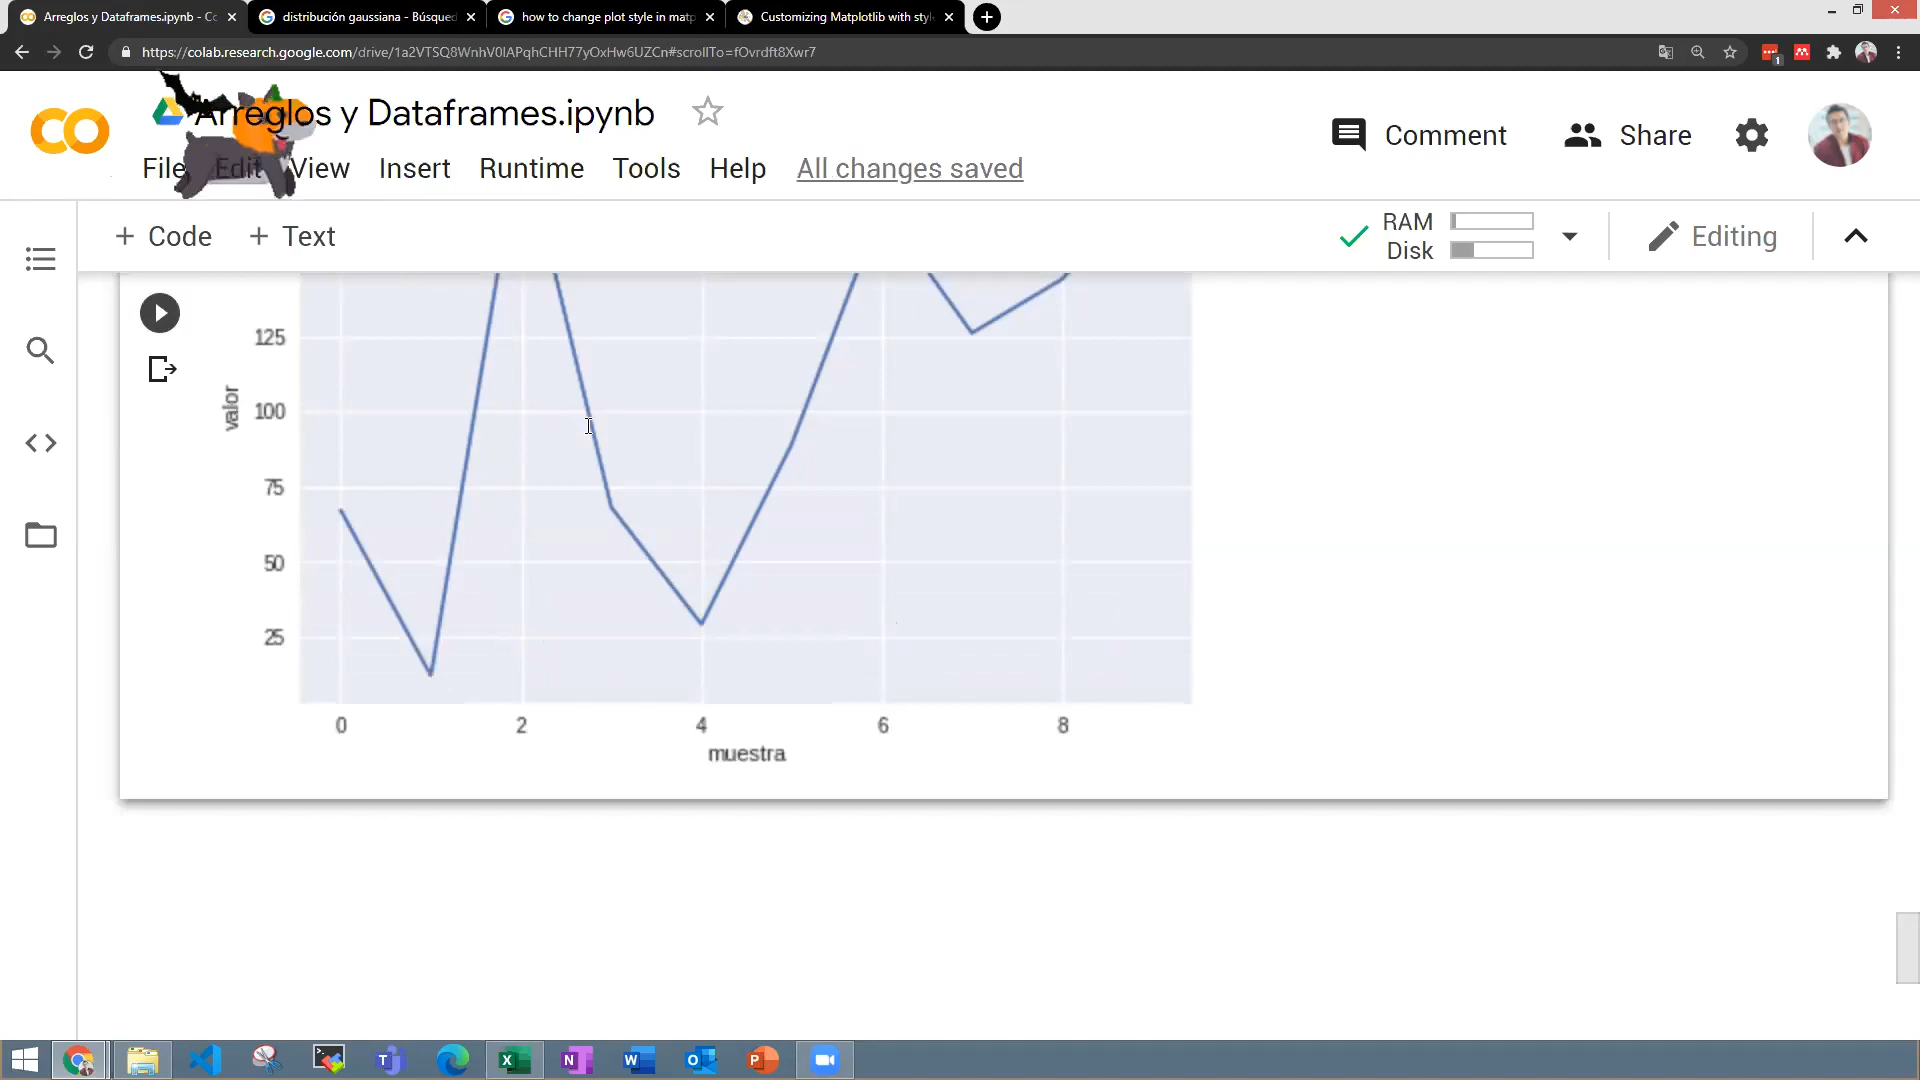 Arreglos y Dataframes.ipynb - Co
distribución gaussiana - Búsqued
how to change plot style in matp
Customizing Matplotlib with style
https://colab.research.google.com/drive/1a2VTSQ8WnhV0lAPqhCHH77yOxHw6UZCn#scrollTo=fOvrdft8Xwr7
1
CO
Arreglos y Dataframes.ipynb
Comment
Share
File Edit View Insert Runtime Tools Help All changes saved
+ Code + Text
RAM
Disk
Editing
125
100
75
50
25
valor
0 2 4 6 8
muestra